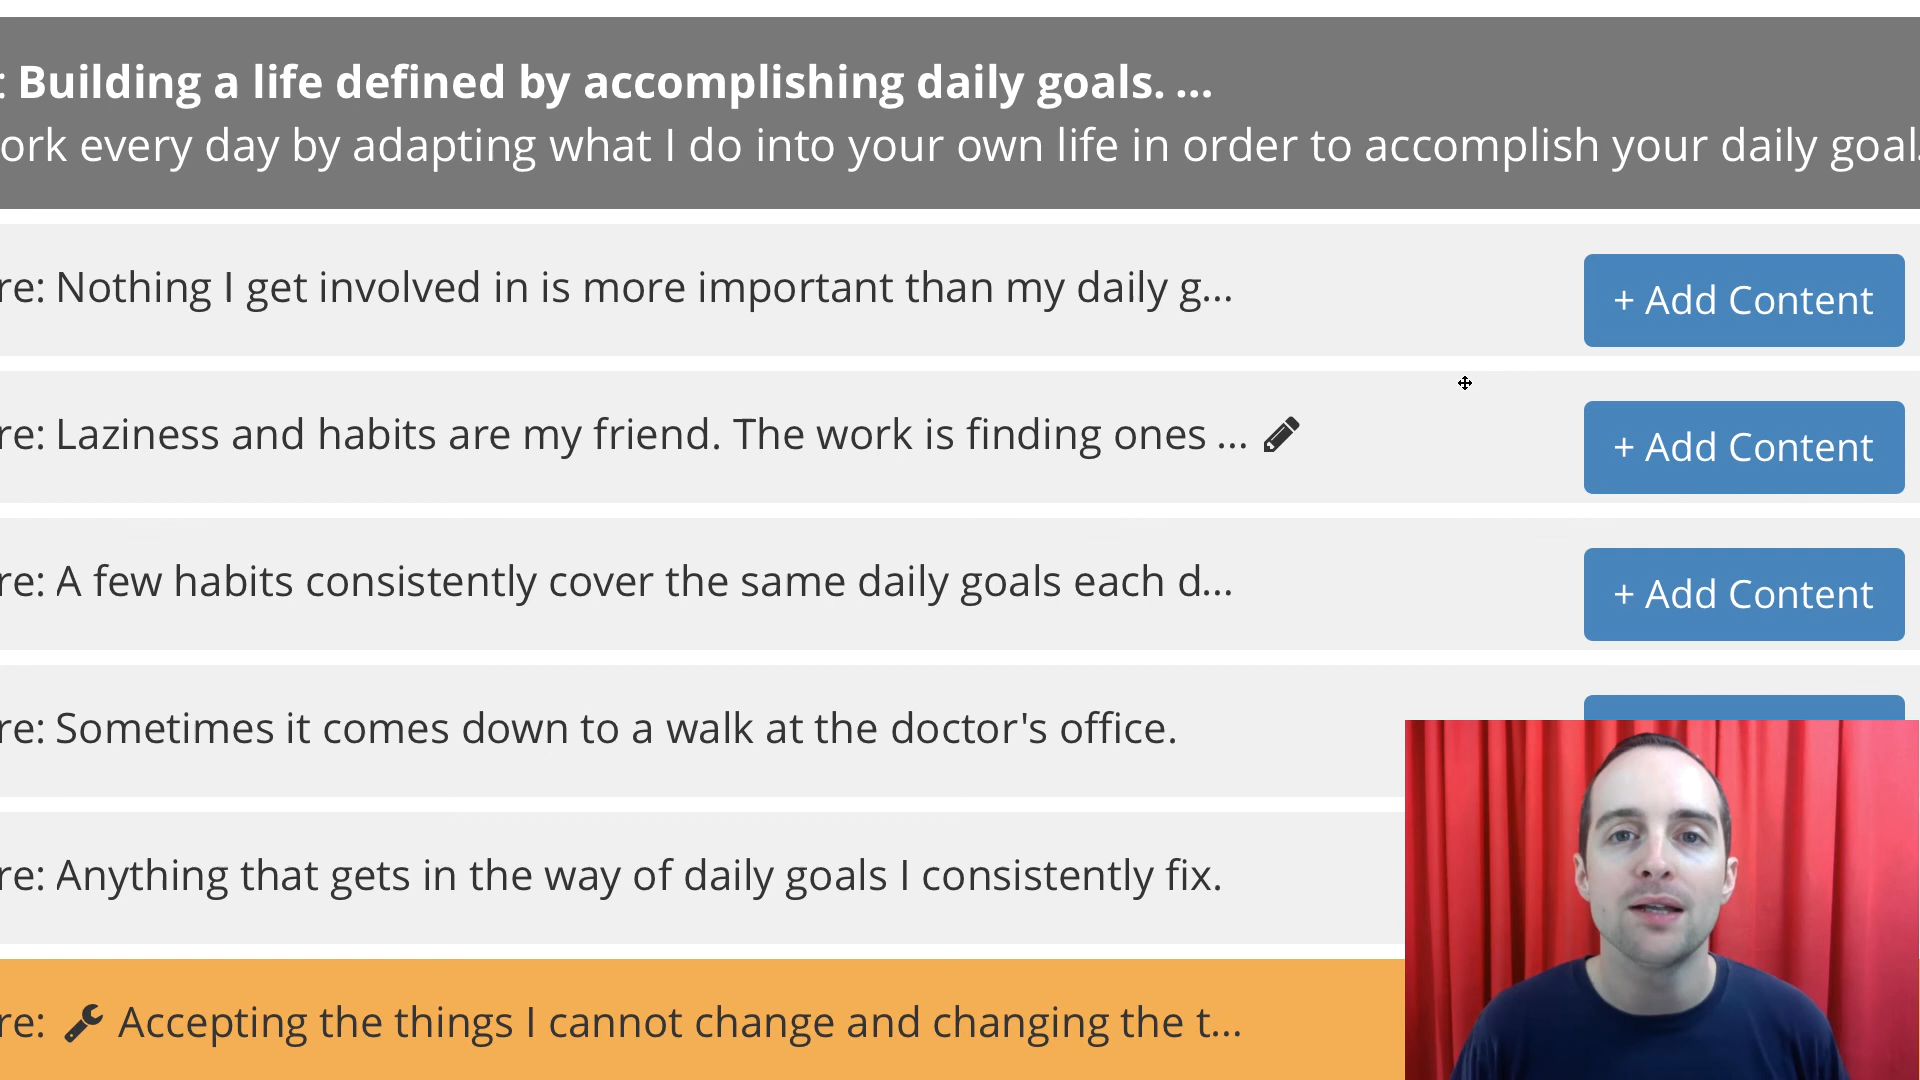 : Building a life defined by accomplishing daily goals. ...
ork every day by adapting what I do into your own life in order to accomplish your daily goal.
re: Nothing I get involved in is more important than my daily g...
+ Add Content
re: Laziness and habits are my friend. The work is finding ones ...
+ Add Content
re: A few habits consistently cover the same daily goals each d...
+ Add Content
re: Sometimes it comes down to a walk at the doctor's office.
re: Anything that gets in the way of daily goals I consistently fix.
re: Accepting the things I cannot change and changing the t...